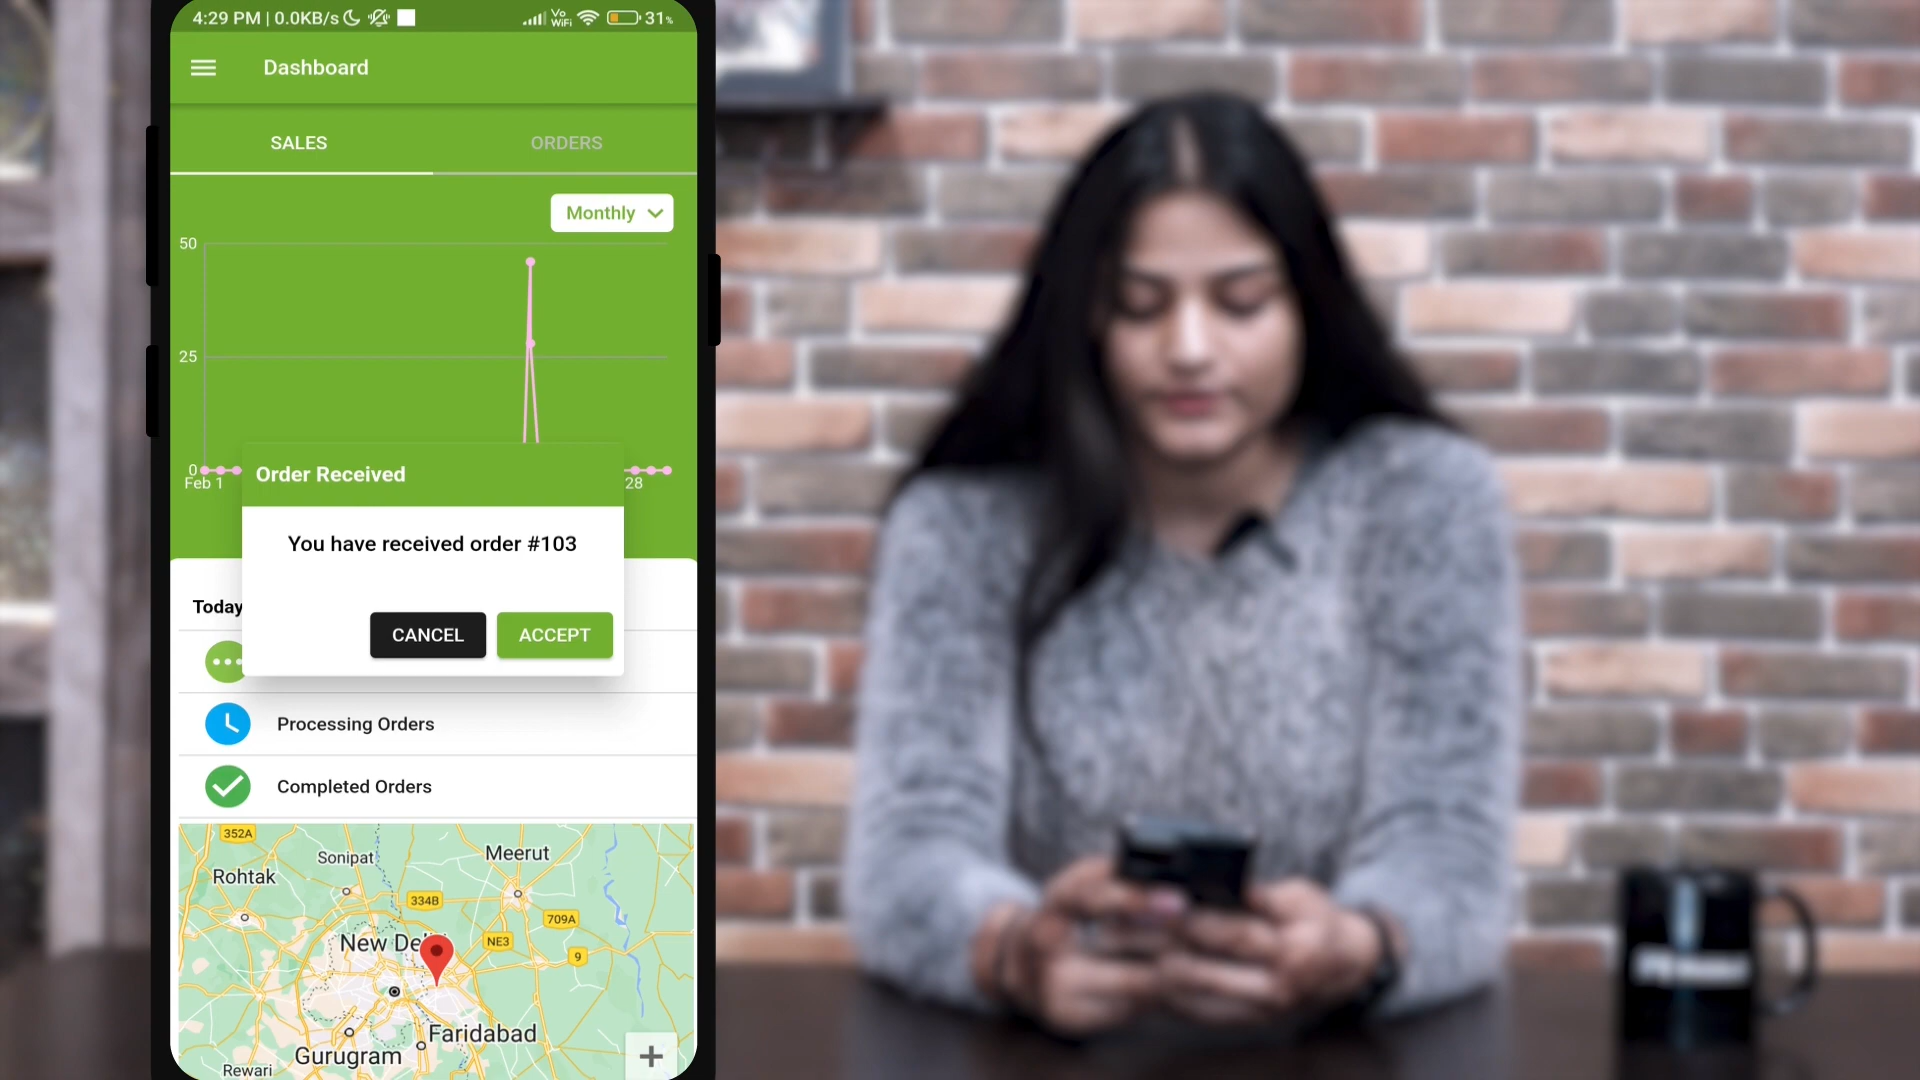 4:29 PM | 0.0KB/s
Vo
WiFi
31%
Dashboard
SALES
ORDERS
Monthly
50
25
0
Feb 1
28
Order Received
You have received order #103
CANCEL
ACCEPT
Today
Processing Orders
Completed Orders
352A
Sonipat
Meerut
Rohtak
334B
709A
New Del
NE3
9
Faridabad
Gurugram
Rewari